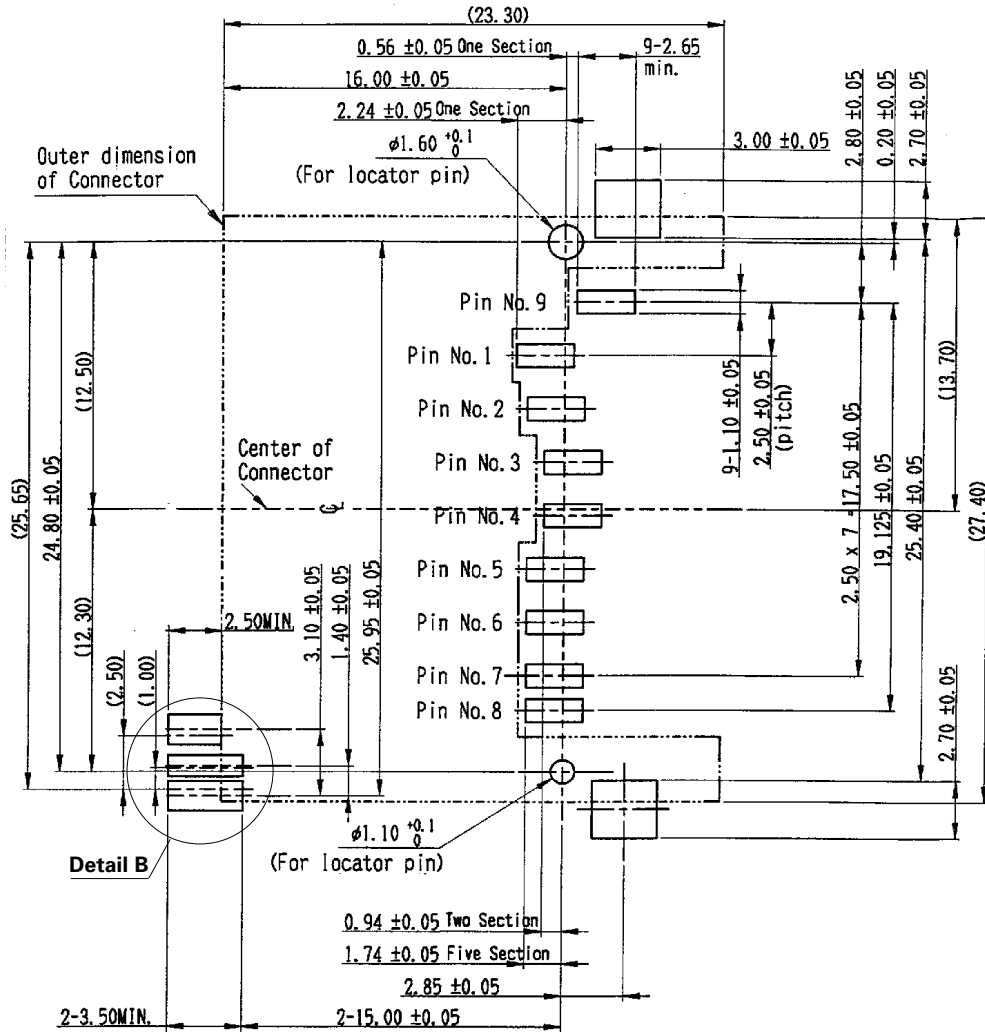 (23.30)
0.56 ±0.05 One Section
9-2.65
min.
16.00 ±0.05
2.24 ±0.05 One Section
2.80 ±0.05
0.20 ±0.05
2.70 ±0.05
ø1.60 +0.1 0
(For locator pin)
3.00 ±0.05
Outer dimension
of Connector
Pin No.9
Pin No.1
Pin No.2
Pin No.3
Pin No.4
Pin No.5
Pin No.6
Pin No.7
Pin No.8
Center of
Connector
(12.50)
(25.65)
24.80 ±0.05
(12.30)
2.50MIN.
(2.50)
(1.00)
3.10 ±0.05
1.40 ±0.05
25.95 ±0.05
9-1.10 ±0.05
2.50 ±0.05
(pitch)
2.50 x 7 =17.50 ±0.05
19.125 ±0.05
25.40 ±0.05
(13.70)
(27.40)
2.70 ±0.05
Detail B
ø1.10 +0.1 0
(For locator pin)
0.94 ±0.05 Two Section
1.74 ±0.05 Five Section
2.85 ±0.05
2-3.50MIN.
2-15.00 ±0.05